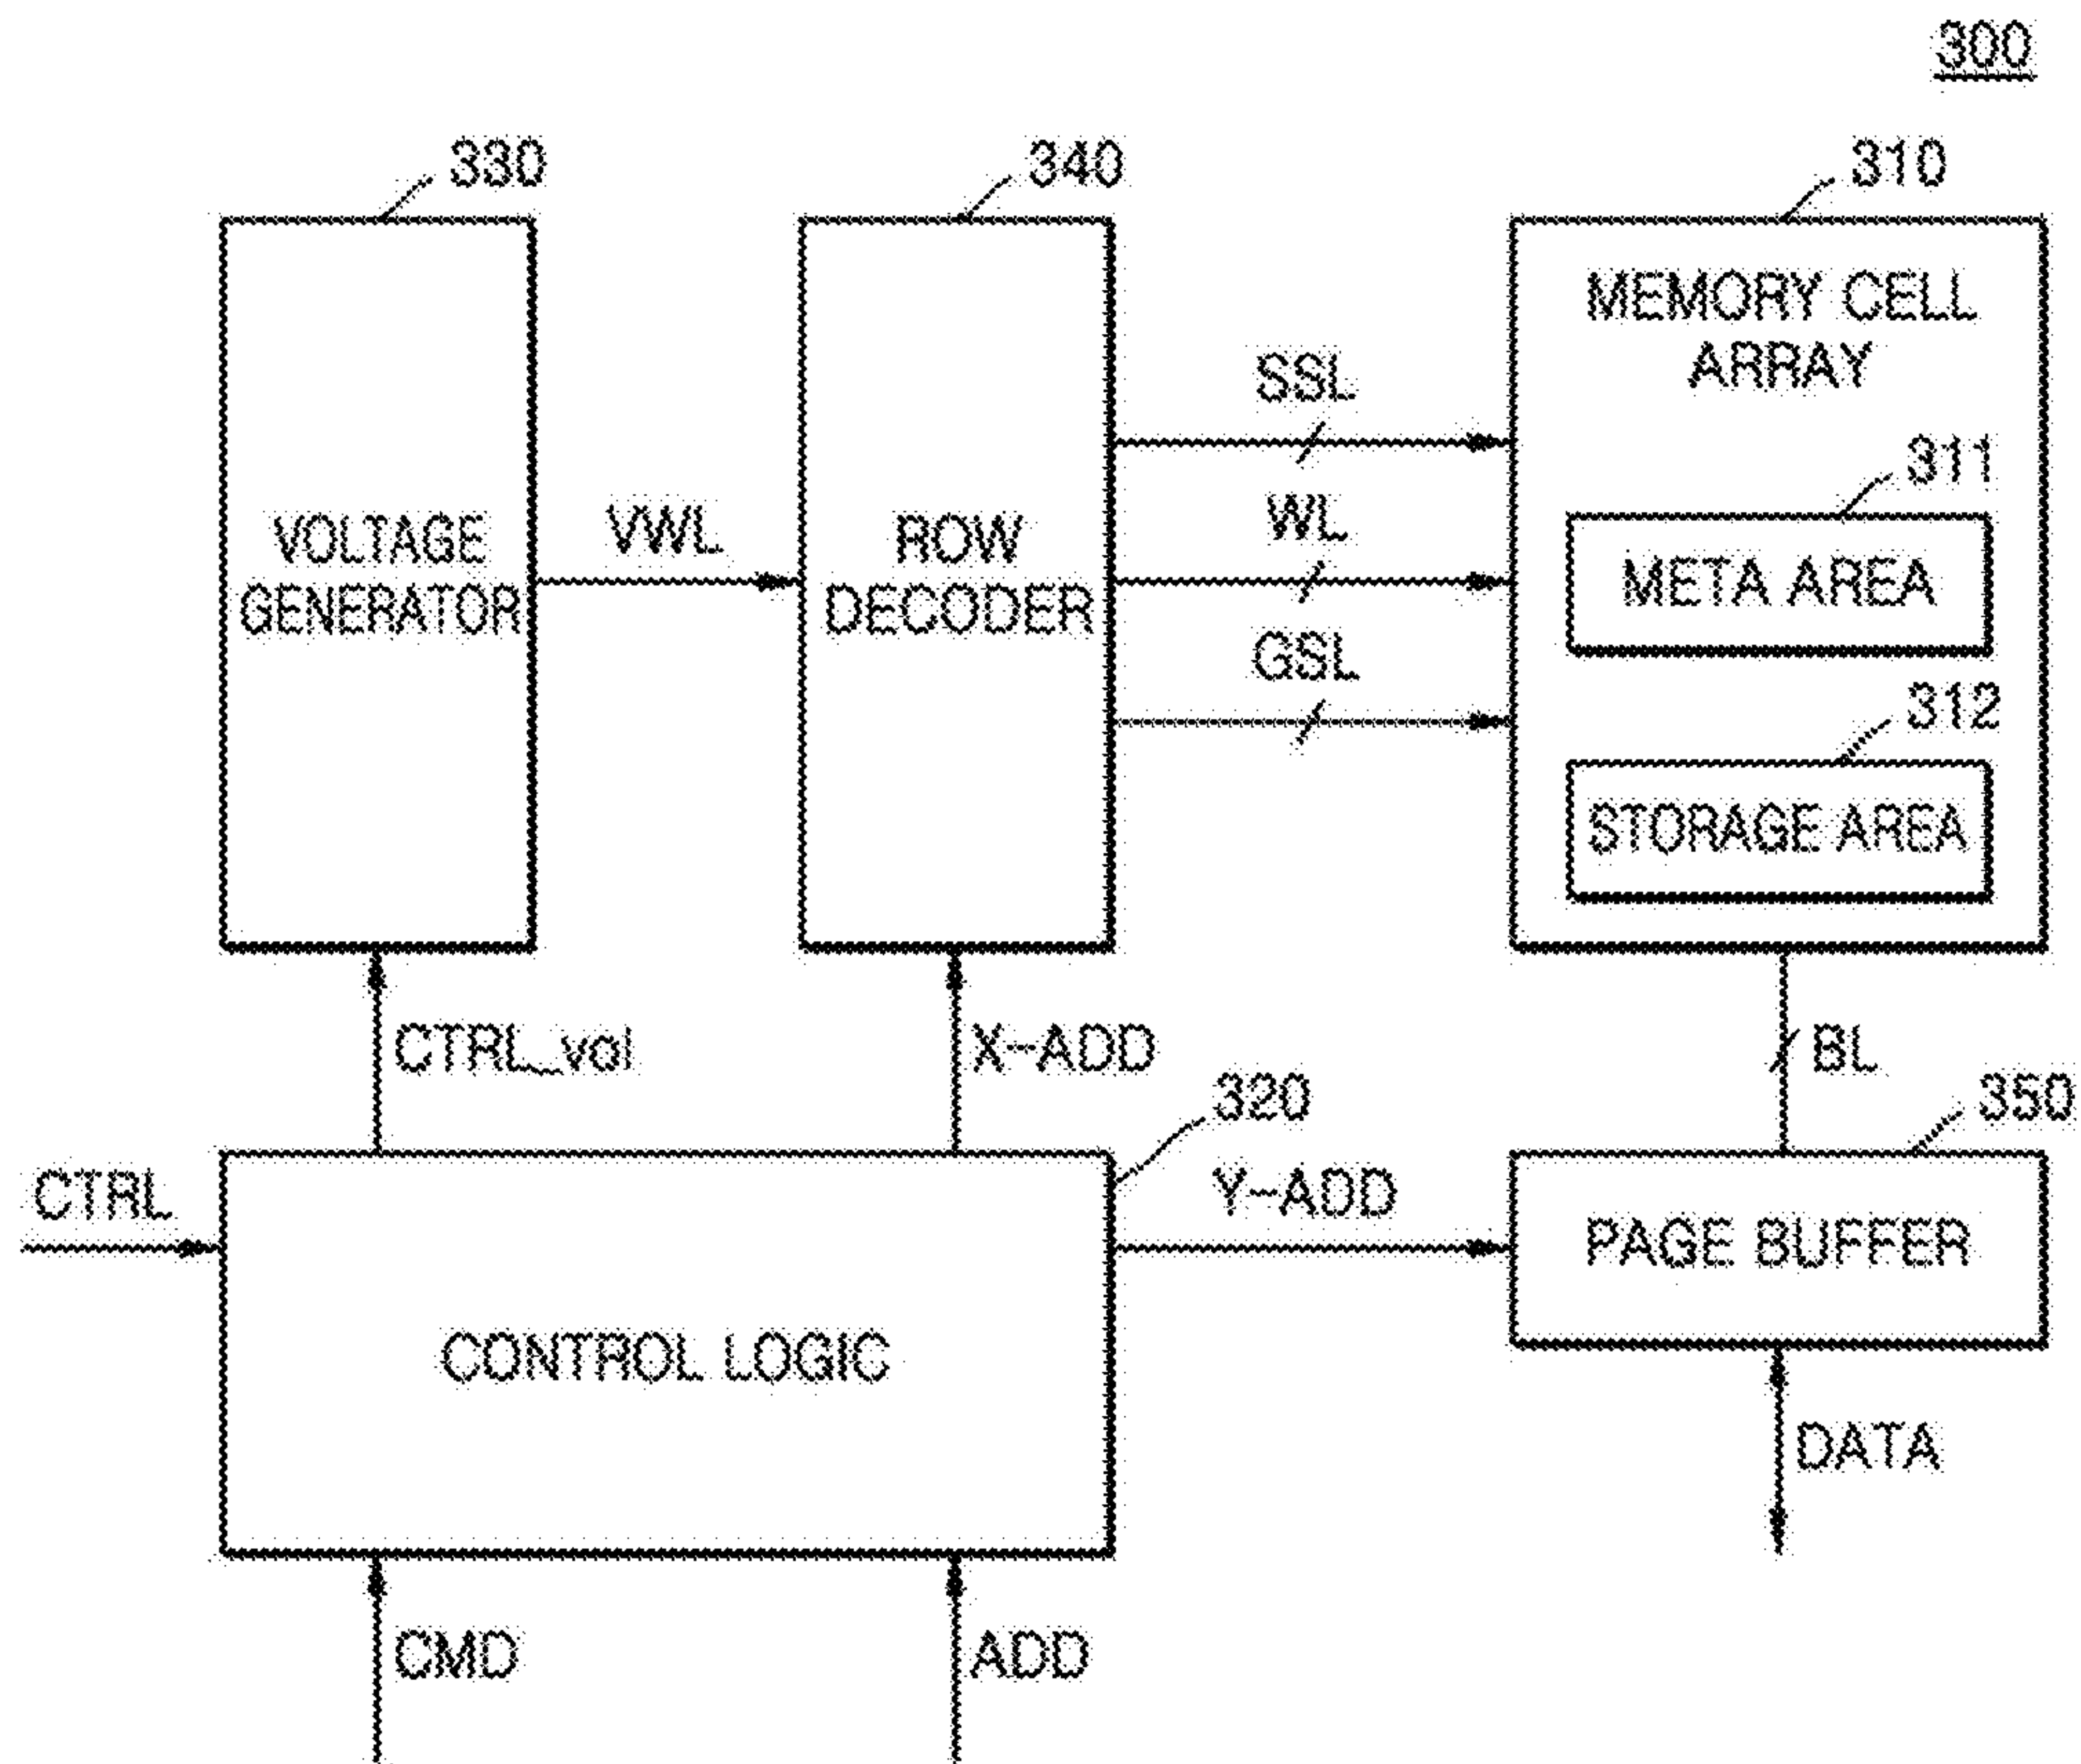 300
330
340
310
MEMORY CELL
ARRAY
SSL
311
VOLTAGE
GENERATOR
VWL
ROW
DECODER
WL
META AREA
GSL
312
STORAGE AREA
CTRL_vol
X-ADD
BL
320
350
CTRL
Y-ADD
PAGE BUFFER
CONTROL LOGIC
DATA
CMD
ADD